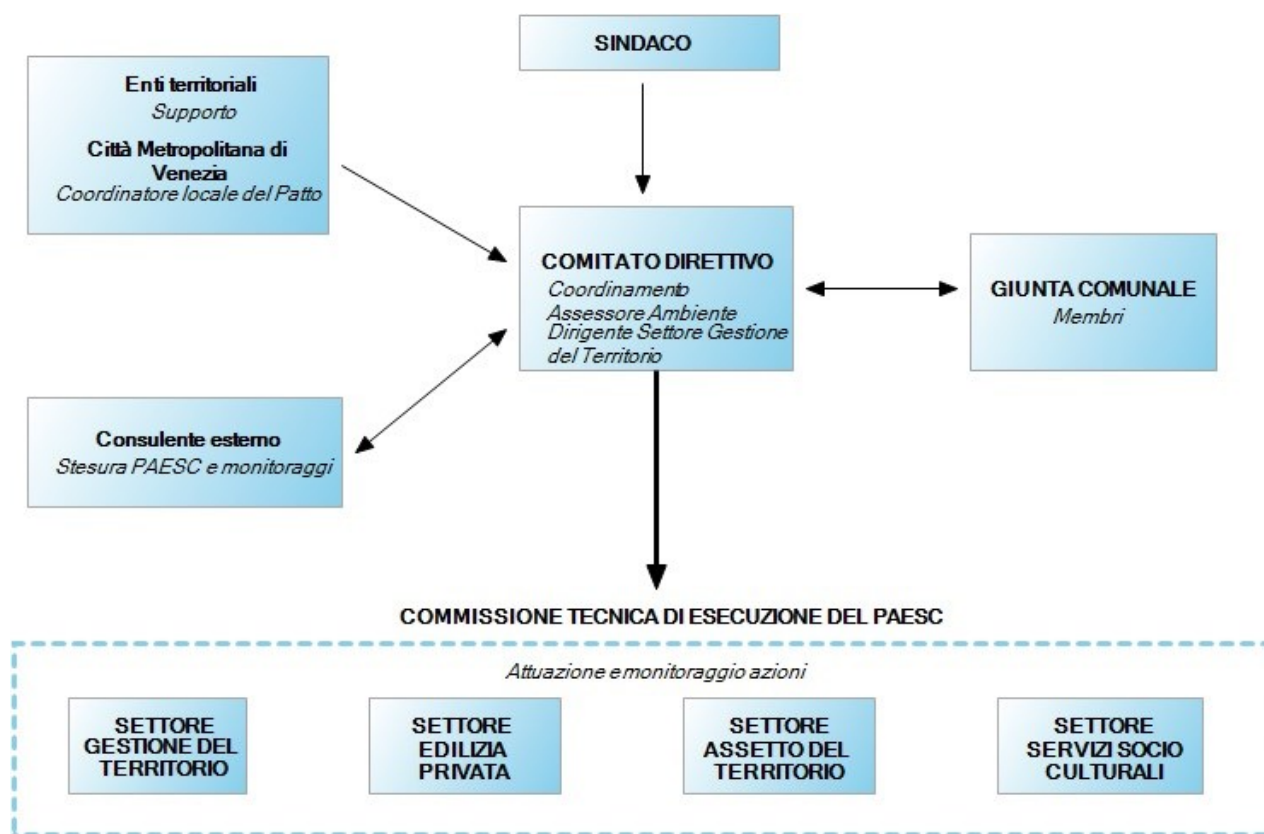 SINDACO
Enti territoriali
Supporto
Città Metropolitana di
Venezia
Coordinatore locale del Patto
COMITATO DIRETTIVO
Coordinamento
Assessore Ambiente
Dirigente Settore Gestione
del Territorio
GIUNTA COMUNALE
Membri
Consulente esterno
Stesura PAESC e monitoraggi
COMMISSIONE TECNICA DI ESECUZIONE DEL PAESC
Attuazione e monitoraggio azioni
SETTORE
GESTIONE DEL
TERRITORIO
SETTORE
EDILIZIA
PRIVATA
SETTORE
ASSETTO DEL
TERRITORIO
SETTORE
SERVIZI SOCIO
CULTURALI